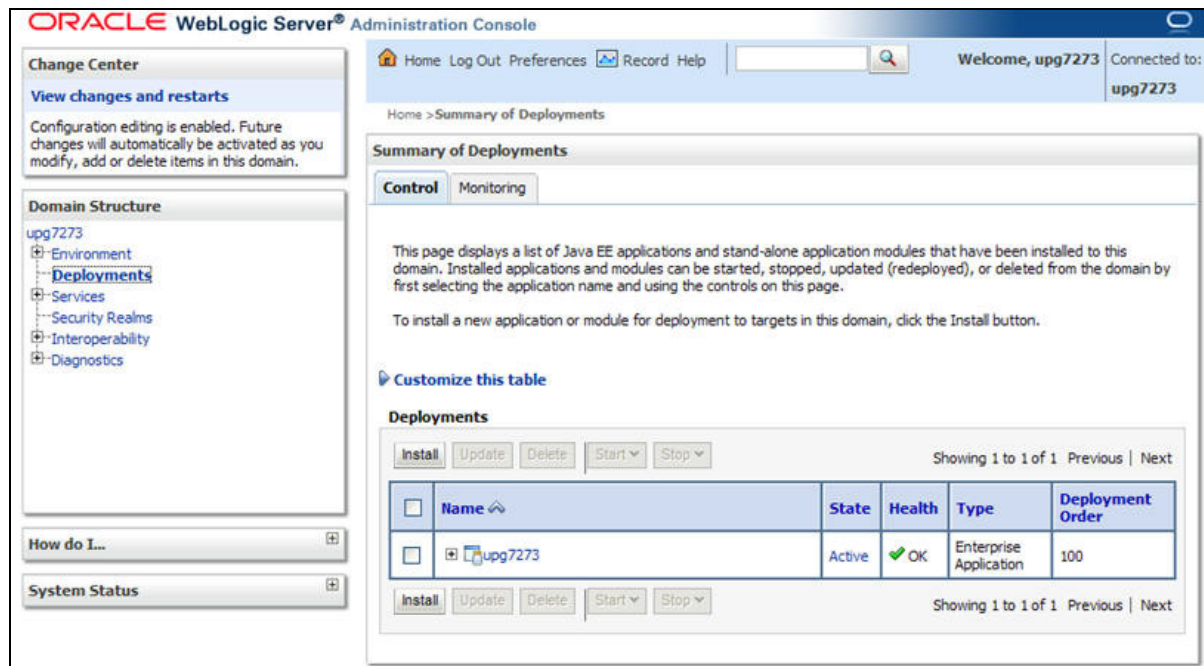 ORACLE WebLogic Server® Administration Console
Change Center
View changes and restarts
Configuration editing is enabled. Future
changes will automatically be activated as you
modify, add or delete items in this domain.
Domain Structure
upg7273
Environment
Deployments
Services
Security Realms
Interoperability
Diagnostics
How do I...
System Status
Home Log Out Preferences Record Help
Welcome, upg7273
Connected to:
upg7273
Home >Summary of Deployments
Summary of Deployments
Control Monitoring
This page displays a list of Java EE applications and stand-alone application modules that have been installed to this
domain. Installed applications and modules can be started, stopped, updated (redeployed), or deleted from the domain by
first selecting the application name and using the controls on this page.
To install a new application or module for deployment to targets in this domain, click the Install button.
Customize this table
Deployments
Install Update Delete Start Stop Showing 1 to 1 of 1 Previous | Next
Name State Health Type Deployment
Order
upg7273 Active OK Enterprise
Application 100
Install Update Delete Start Stop Showing 1 to 1 of 1 Previous | Next